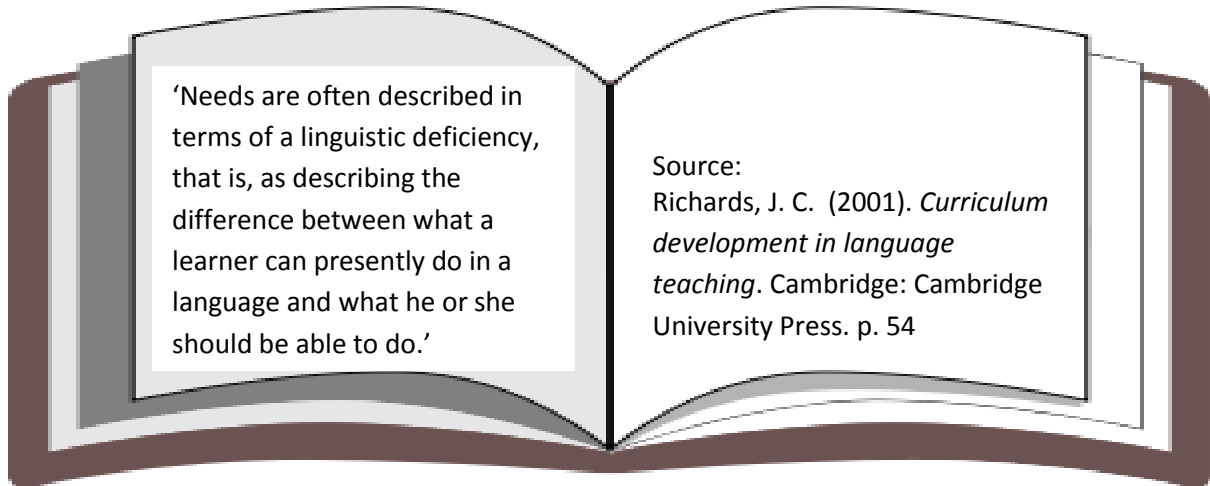 ‘Needs are often described in
terms of a linguistic deficiency,
that is, as describing the
difference between what a
learner can presently do in a
language and what he or she
should be able to do.’
Source:
Richards, J. C. (2001). Curriculum
development in language
teaching. Cambridge: Cambridge
University Press. p. 54